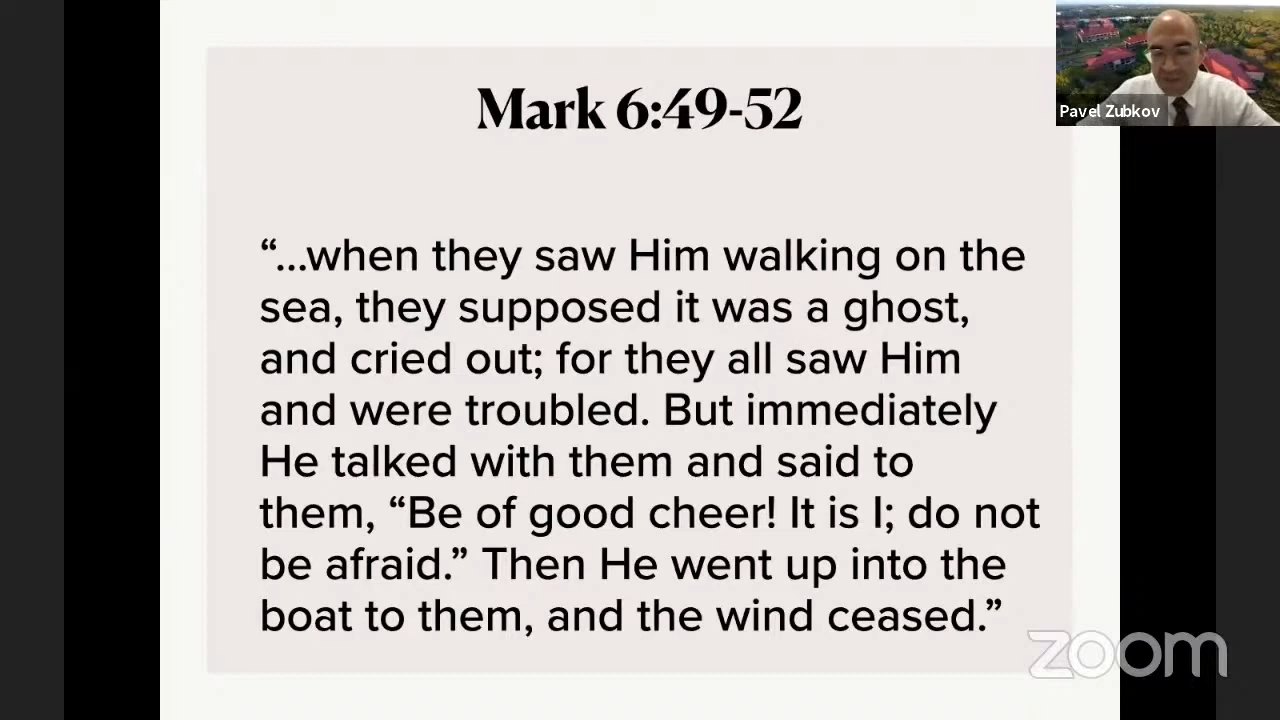 Mark 6:49-52
Pavel Zubkov
“...when they saw Him walking on the
sea, they supposed it was a ghost,
and cried out; for they all saw Him
and were troubled. But immediately
He talked with them and said to
them, “Be of good cheer! It is I; do not
be afraid.” Then He went up into the
boat to them, and the wind ceased.”
zoom